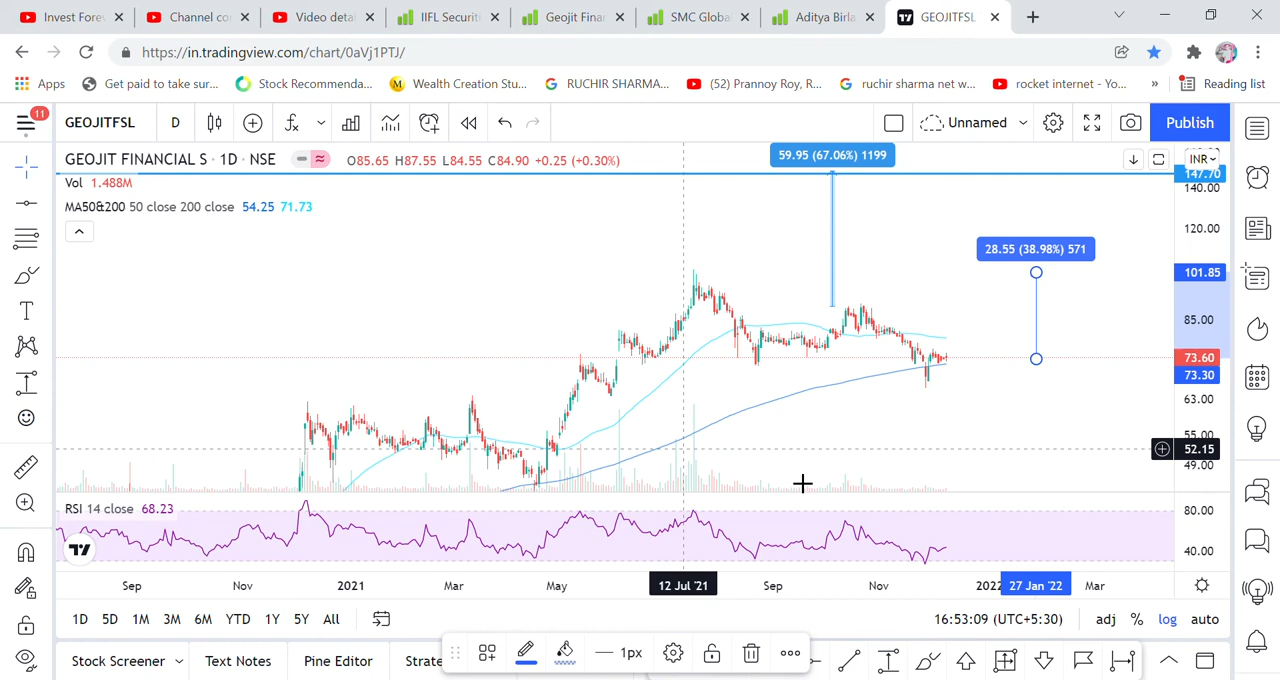 Invest Fore
Channel co
Video detai
IIFL Securiti
Geojit Finan
SMC Globa
Aditya Birla
GEOJITFSL
https://in.tradingview.com/chart/0aVj1PTJ/
Apps
Get paid to take sur...
Stock Recommenda...
Wealth Creation Stu...
RUCHIR SHARMA...
(52) Prannoy Roy, R...
ruchir sharma net w...
rocket internet - Yo...
»
Reading list
11
GEOJITFSL
D
Unnamed
Publish
GEOJIT FINANCIAL S · 1D · NSE
O85.65 H87.55 L84.55 C84.90 +0.25 (+0.30%)
59.95 (67.06%) 1199
INR
147.70
Vol 1.488M
140.00
MA50&200 50 close 200 close 54.25 71.73
120.00
28.55 (38.98%) 571
101.85
85.00
73.60
73.30
63.00
55.00
52.15
49.00
RSI 14 close 68.23
80.00
40.00
Sep
Nov
2021
Mar
May
12 Jul '21
Sep
Nov
2022
27 Jan '22
Mar
1D 5D 1M 3M 6M YTD 1Y 5Y All
16:53:09 (UTC+5:30)
adj % log auto
Stock Screener
Text Notes
Pine Editor
Strate
1px